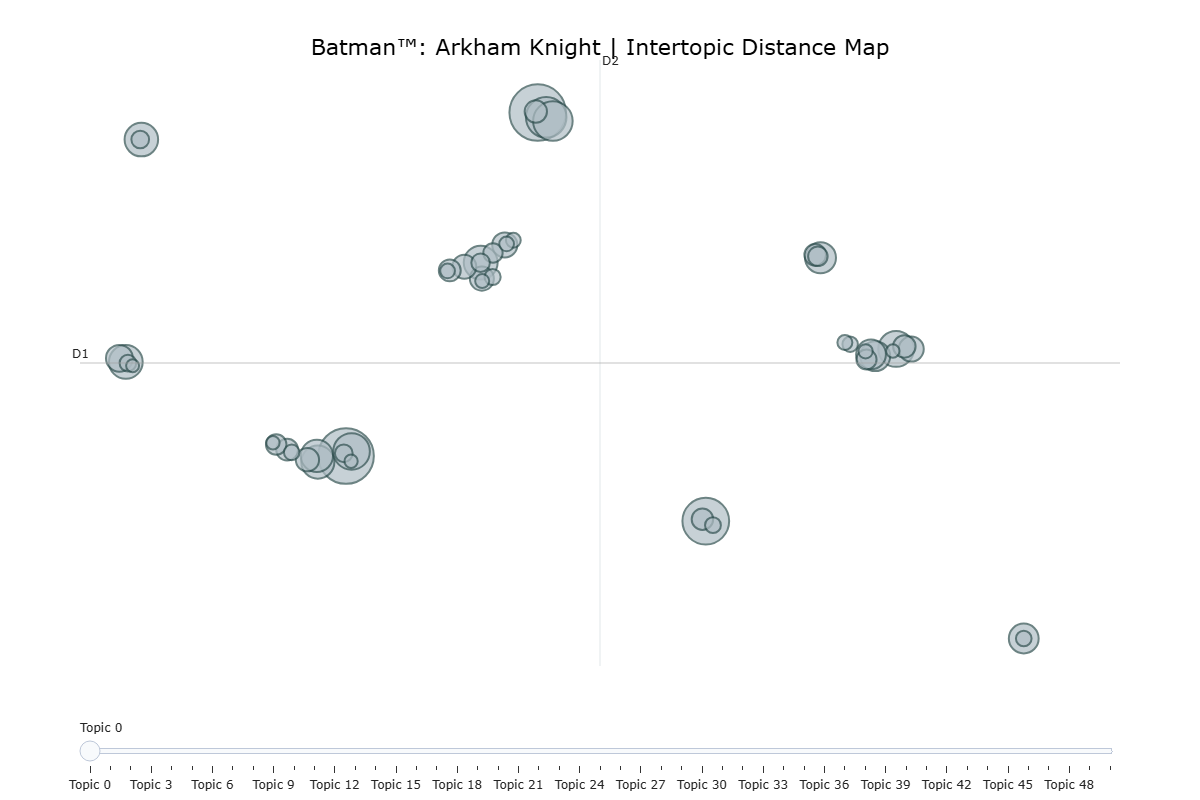 Batman™: Arkham Knight | Intertopic Distance Map
D2
D1
Topic 0
Topic 0 Topic 3 Topic 6 Topic 9 Topic 12 Topic 15 Topic 18 Topic 21 Topic 24 Topic 27 Topic 30 Topic 33 Topic 36 Topic 39 Topic 42 Topic 45 Topic 48